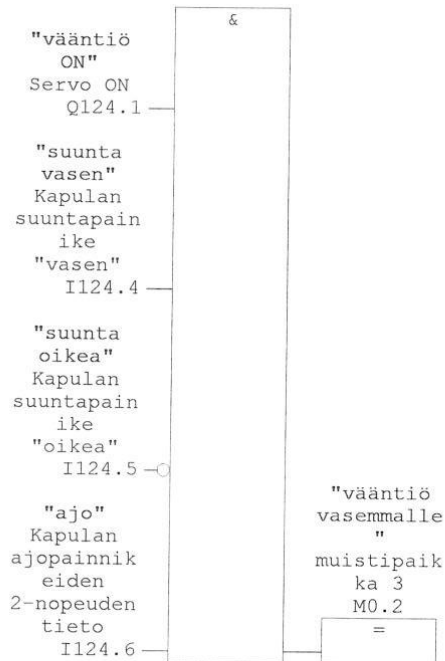 &
"vääntiö
ON"
Servo ON
Q124.1
"suunta
vasen"
Kapulan
suuntapain
ike
"vasen"
I124.4
"suunta
oikea"
Kapulan
suuntapain
ike
"oikea"
I124.5
"ajo"
Kapulan
ajopainnik
eiden
2-nopeuden
tieto
I124.6
"vääntiö
vasemmalle
"
muistipaik
ka 3
M0.2
=